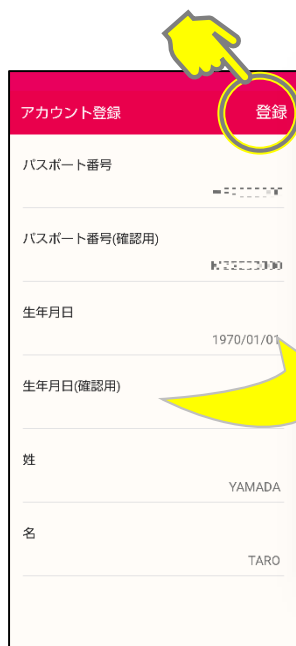 アカウント登録 登録
パスポート番号
パスポート番号(確認用)
生年月日
1970/01/01
生年月日(確認用)
姓
YAMADA
名
TARO